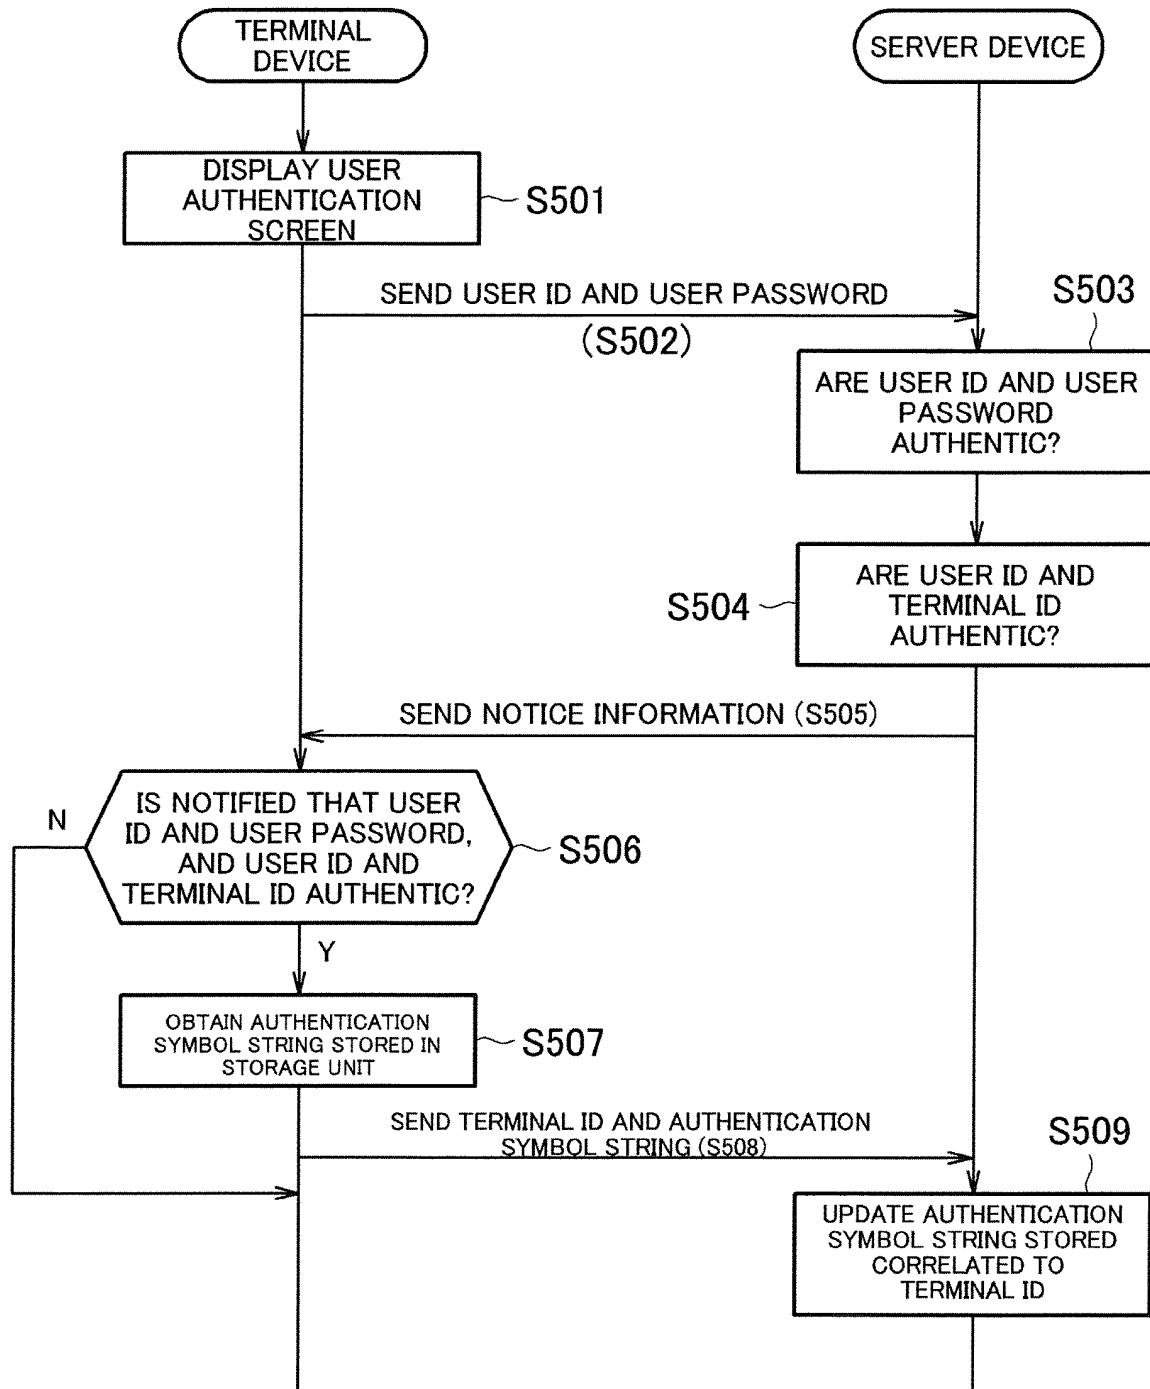 TERMINAL
DEVICE
SERVER DEVICE
DISPLAY USER
AUTHENTICATION
SCREEN
S501
SEND USER ID AND USER PASSWORD
(S502)
S503
ARE USER ID AND USER
PASSWORD
AUTHENTIC?
ARE USER ID AND
TERMINAL ID
AUTHENTIC?
S504
SEND NOTICE INFORMATION (S505)
IS NOTIFIED THAT USER
ID AND USER PASSWORD,
AND USER ID AND
TERMINAL ID AUTHENTIC?
N
S506
Y
OBTAIN AUTHENTICATION
SYMBOL STRING STORED IN
STORAGE UNIT
S507
SEND TERMINAL ID AND AUTHENTICATION
SYMBOL STRING (S508)
S509
UPDATE AUTHENTICATION
SYMBOL STRING STORED
CORRELATED TO
TERMINAL ID